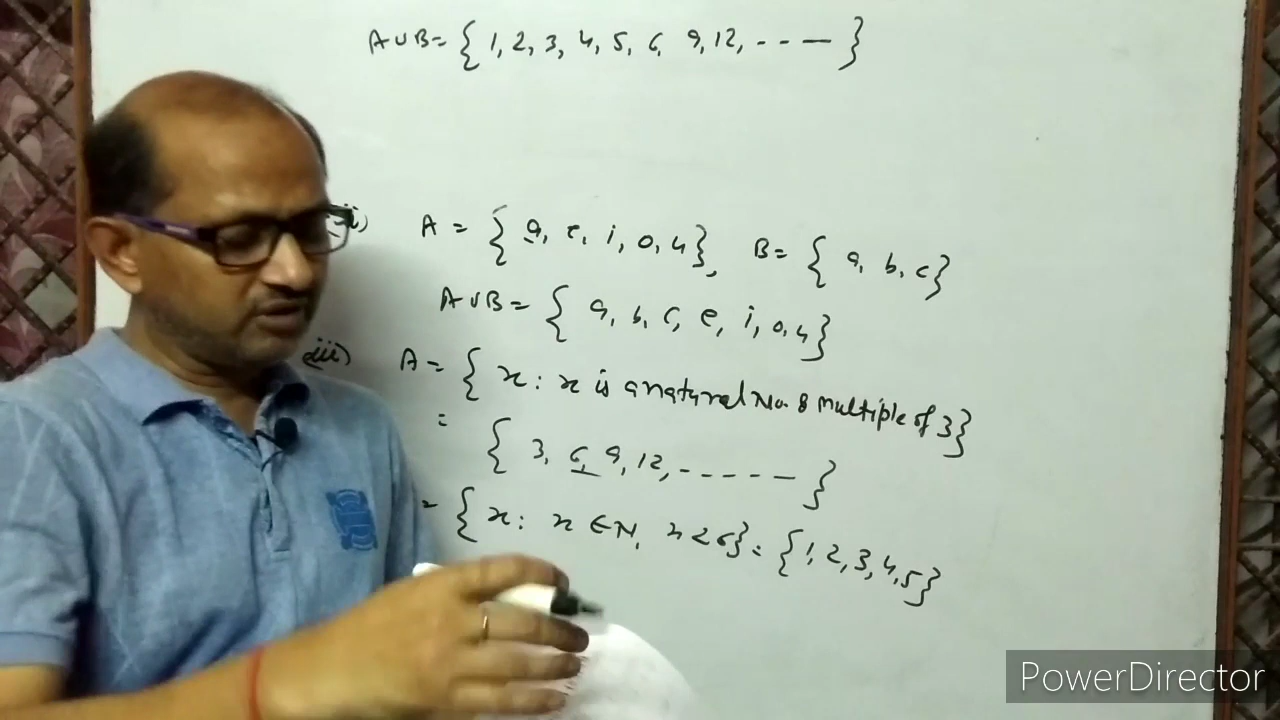 A∪B= { 1, 2, 3, 4, 5, 6, 9, 12, - - — }
ii) A = { a, e, i, o, u}, B= { a, b, c}
A∪B= { a, b, c, e, i, o, u}
iii) A= { x: x is a natural No. & multiple of 3}
= { 3, 6, 9, 12, - - - - - — }
= { x: x ∈ N, x < 6} = { 1, 2, 3, 4, 5}
PowerDirector